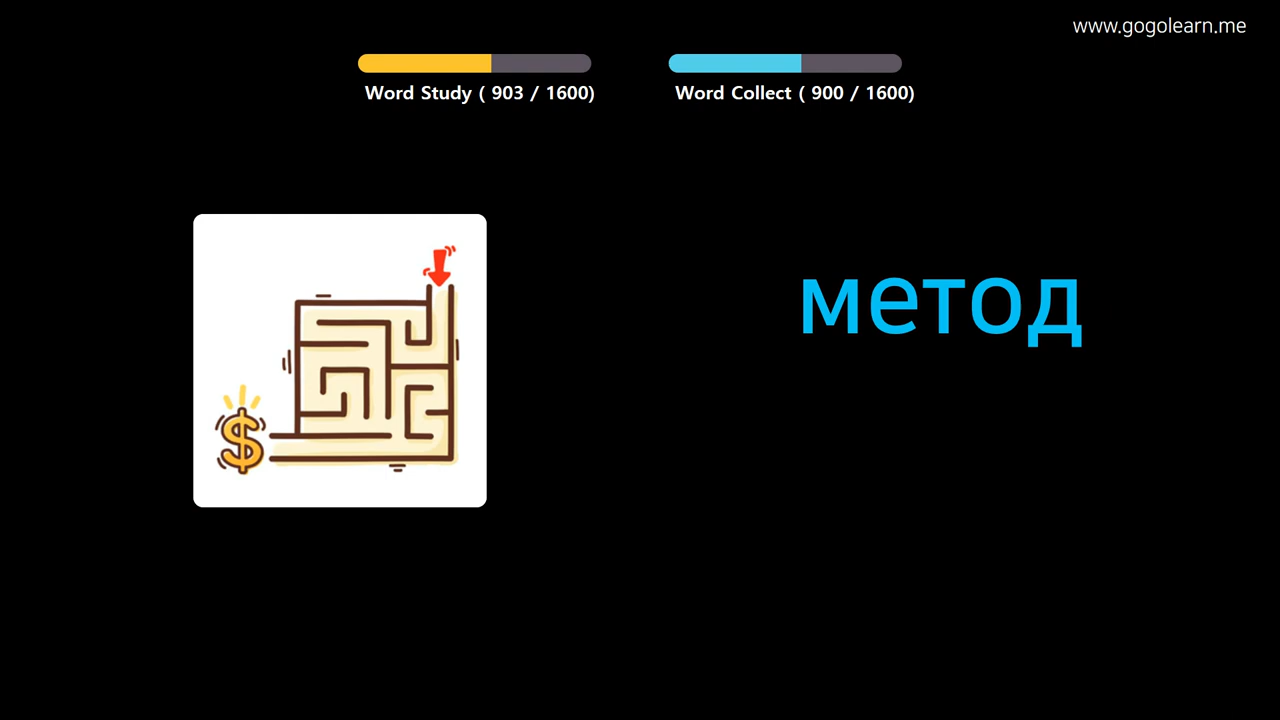 www.gogolearn.me
Word Study ( 903 / 1600)
Word Collect ( 900 / 1600)
метод
$